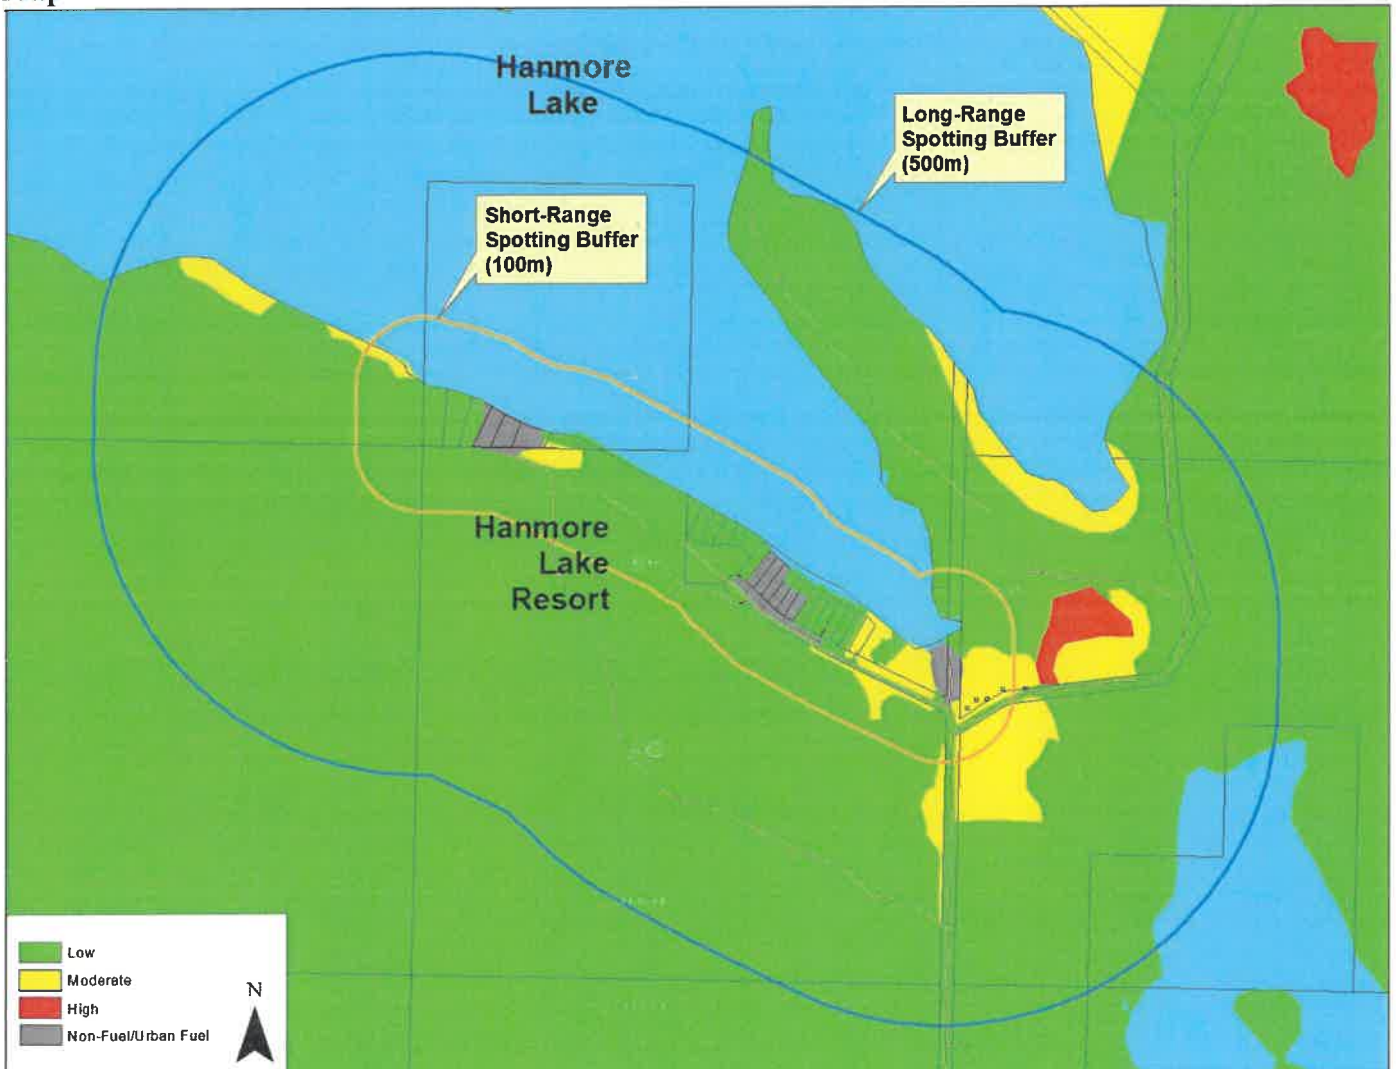 Hanmore
Lake
Long-Range
Spotting Buffer
(500m)
Short-Range
Spotting Buffer
(100m)
Hanmore
Lake
Resort
Low
Moderate
High
Non-Fuel/Urban Fuel
N